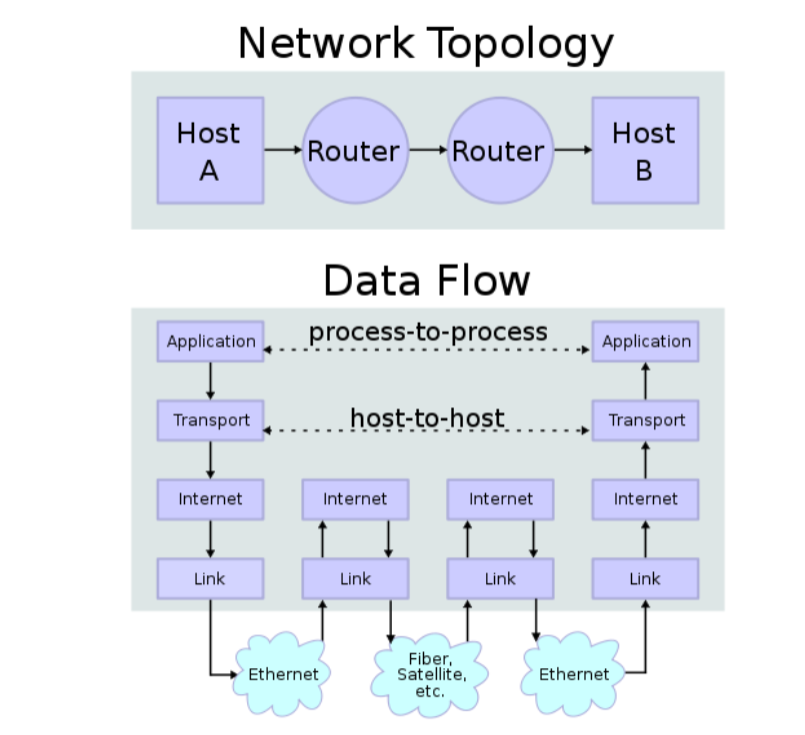 Network Topology
Host
A
Router
Router
Host
B
Data Flow
Application
process-to-process
Application
Transport
host-to-host
Transport
Internet
Internet
Internet
Internet
Link
Link
Link
Link
Ethernet
Fiber,
Satellite,
etc.
Ethernet